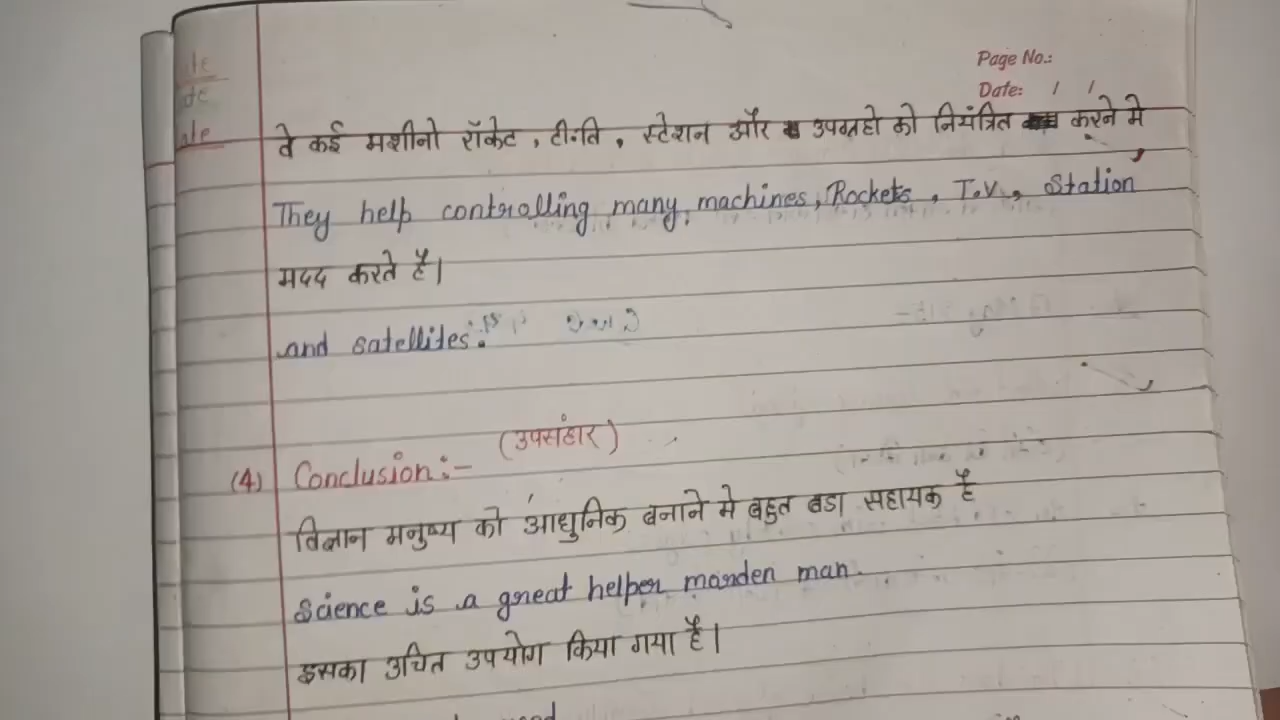 Page No.:
Date: / /
वे कई मशीनो रॉकेट, टी.वि, स्टेशन और उपग्रहो को नियंत्रित करने मे
They help controlling many machines, Rockets, T.V, Station
मदद करते है।
and satellites.
(उपसंहार)
(4) Conclusion:-
विज्ञान मनुष्य को आधुनिक बनाने मे बहुत बडा सहायक है
Science is a great helper manden man
इसका उचित उपयोग किया गया है।